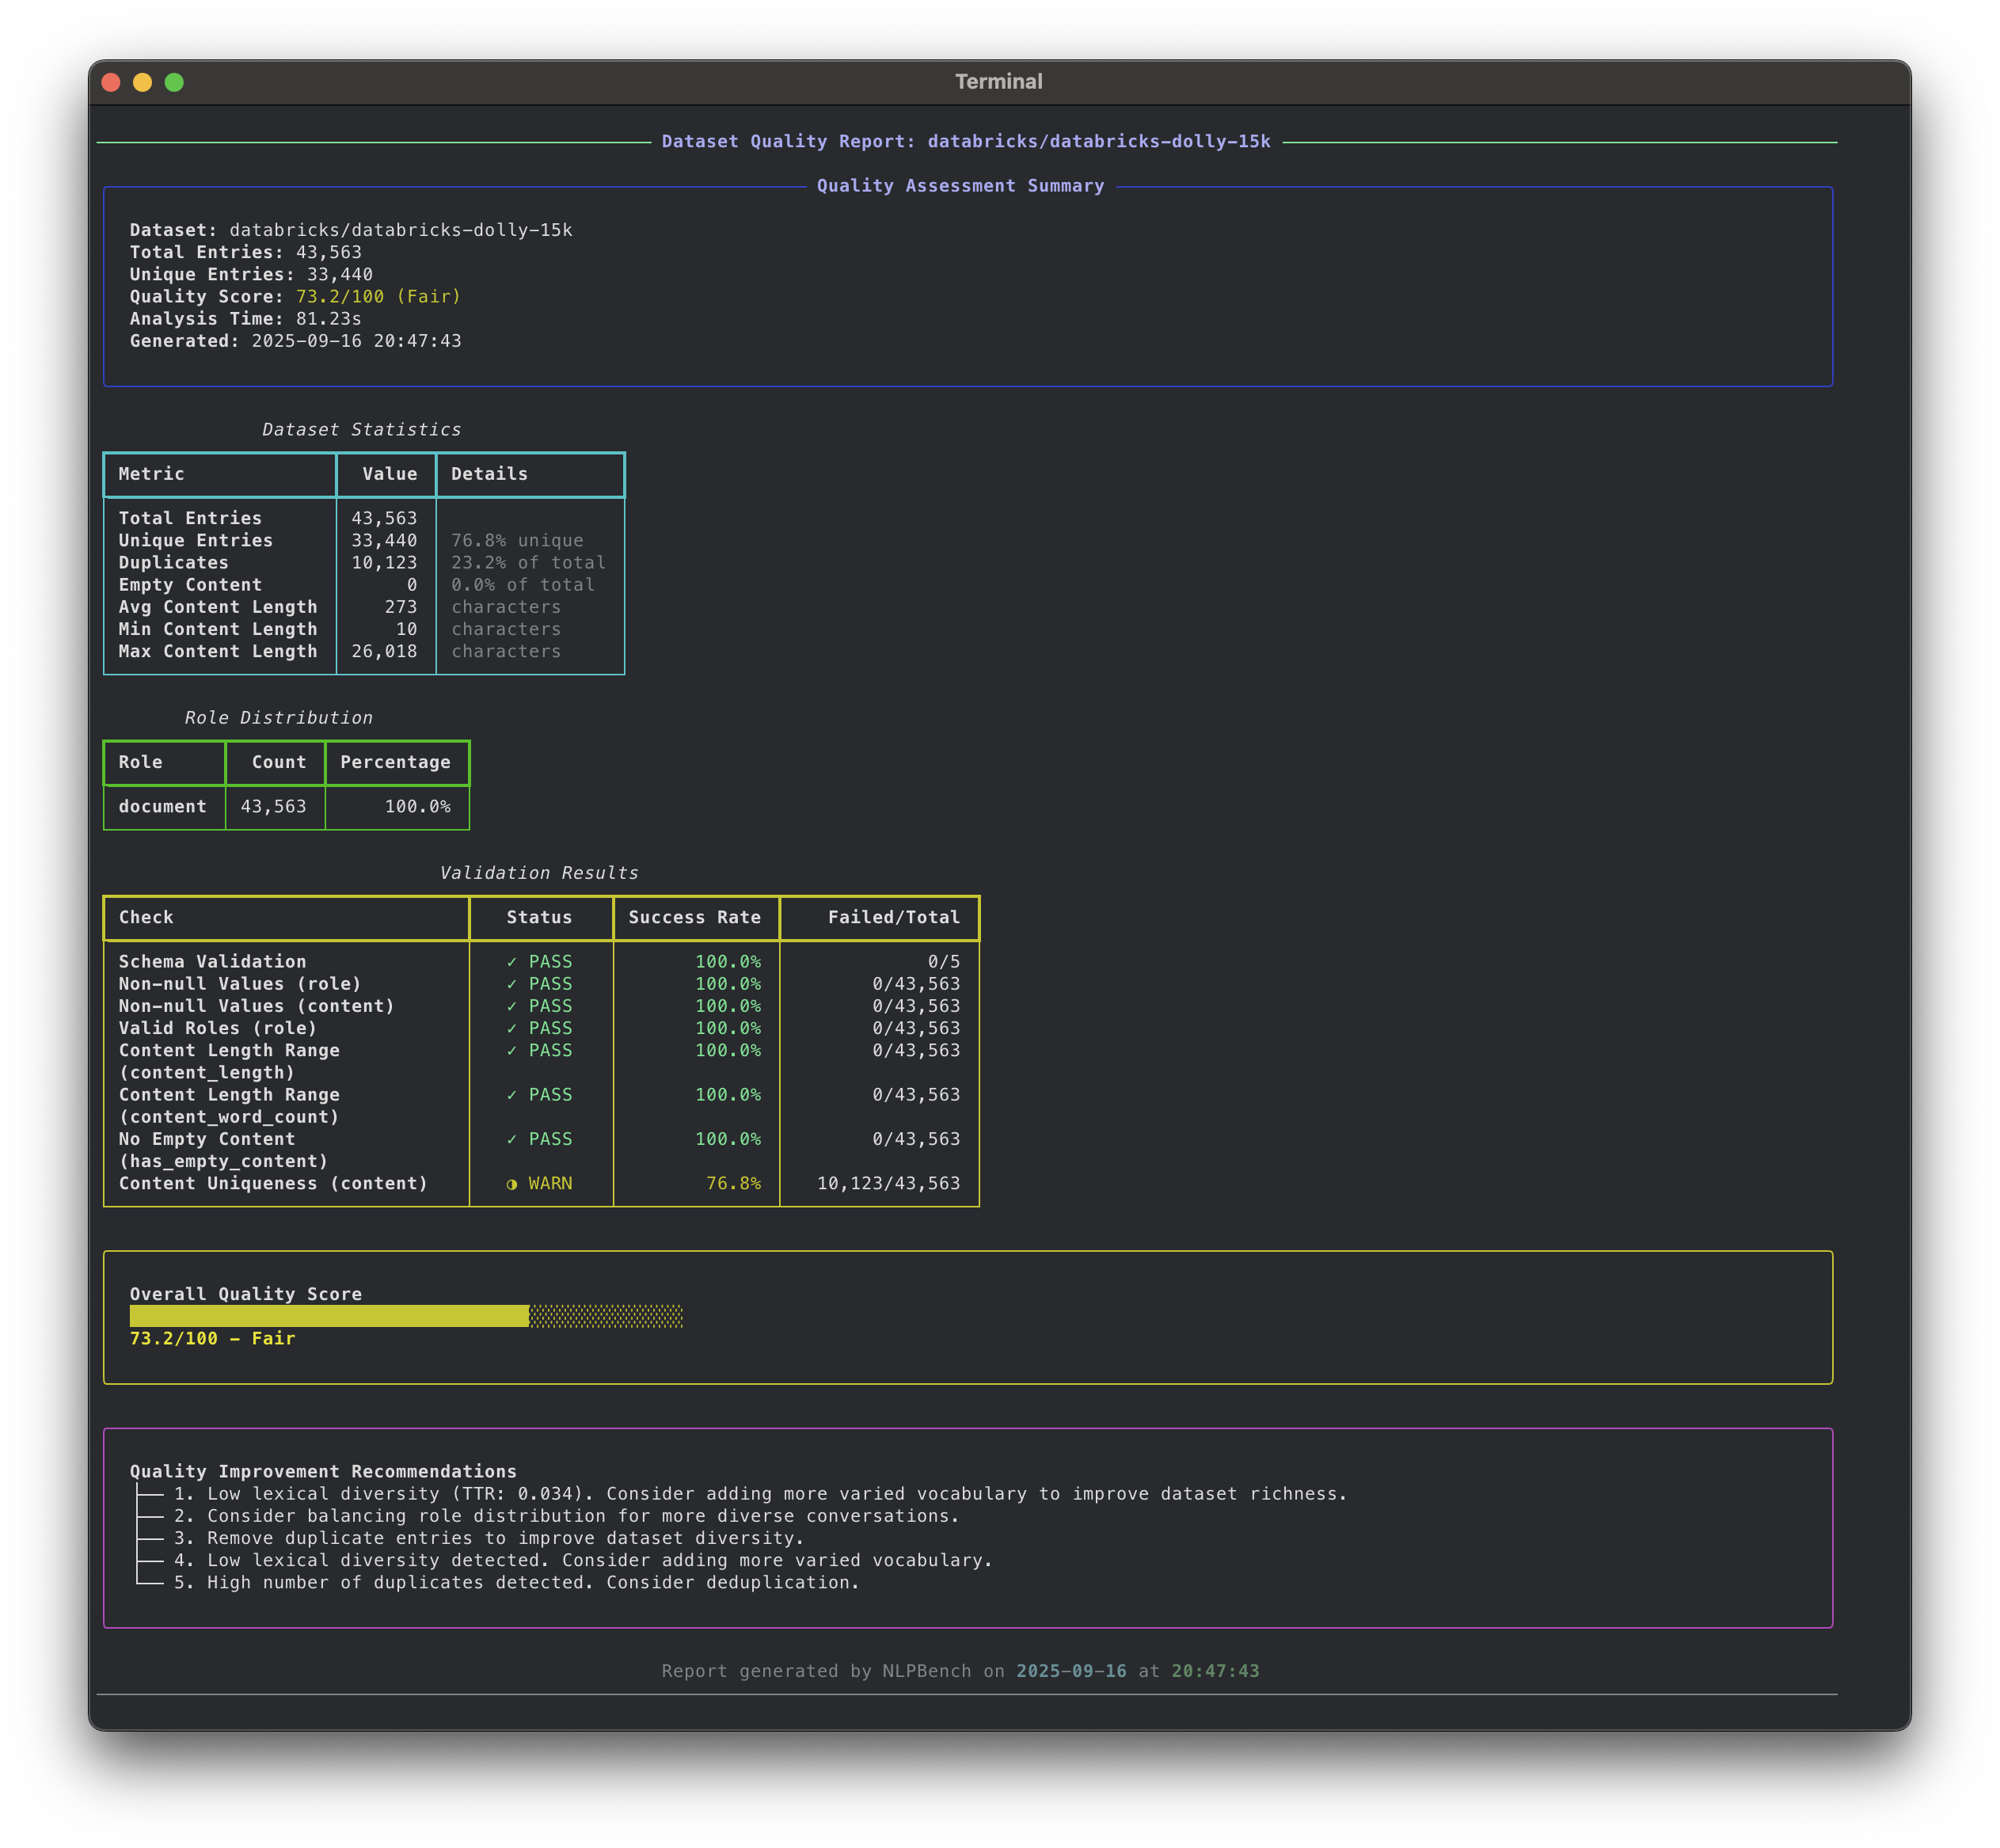 Terminal
Dataset Quality Report: databricks/databricks-dolly-15k
Quality Assessment Summary
Dataset: databricks/databricks-dolly-15k
Total Entries: 43,563
Unique Entries: 33,440
Quality Score: 73.2/100 (Fair)
Analysis Time: 81.23s
Generated: 2025-09-16 20:47:43
Dataset Statistics
Metric Value Details
Total Entries 43,563
Unique Entries 33,440 76.8% unique
Duplicates 10,123 23.2% of total
Empty Content 0 0.0% of total
Avg Content Length 273 characters
Min Content Length 10 characters
Max Content Length 26,018 characters
Role Distribution
Role Count Percentage
document 43,563 100.0%
Validation Results
Check Status Success Rate Failed/Total
Schema Validation ✓ PASS 100.0% 0/5
Non-null Values (role) ✓ PASS 100.0% 0/43,563
Non-null Values (content) ✓ PASS 100.0% 0/43,563
Valid Roles (role) ✓ PASS 100.0% 0/43,563
Content Length Range ✓ PASS 100.0% 0/43,563
(content_length)
Content Length Range ✓ PASS 100.0% 0/43,563
(content_word_count)
No Empty Content ✓ PASS 100.0% 0/43,563
(has_empty_content)
Content Uniqueness (content) ◑ WARN 76.8% 10,123/43,563
Overall Quality Score
73.2/100 - Fair
Quality Improvement Recommendations
1. Low lexical diversity (TTR: 0.034). Consider adding more varied vocabulary to improve dataset richness.
2. Consider balancing role distribution for more diverse conversations.
3. Remove duplicate entries to improve dataset diversity.
4. Low lexical diversity detected. Consider adding more varied vocabulary.
5. High number of duplicates detected. Consider deduplication.
Report generated by NLPBench on 2025-09-16 at 20:47:43